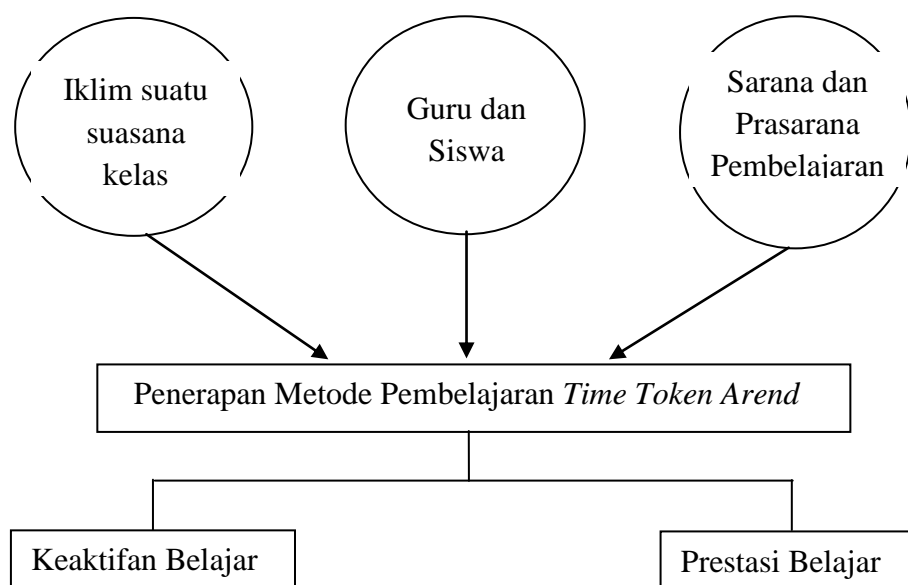 Iklim suatu
suasana
kelas
Guru dan
Siswa
Sarana dan
Prasarana
Pembelajaran
Penerapan Metode Pembelajaran Time Token Arend
Keaktifan Belajar
Prestasi Belajar